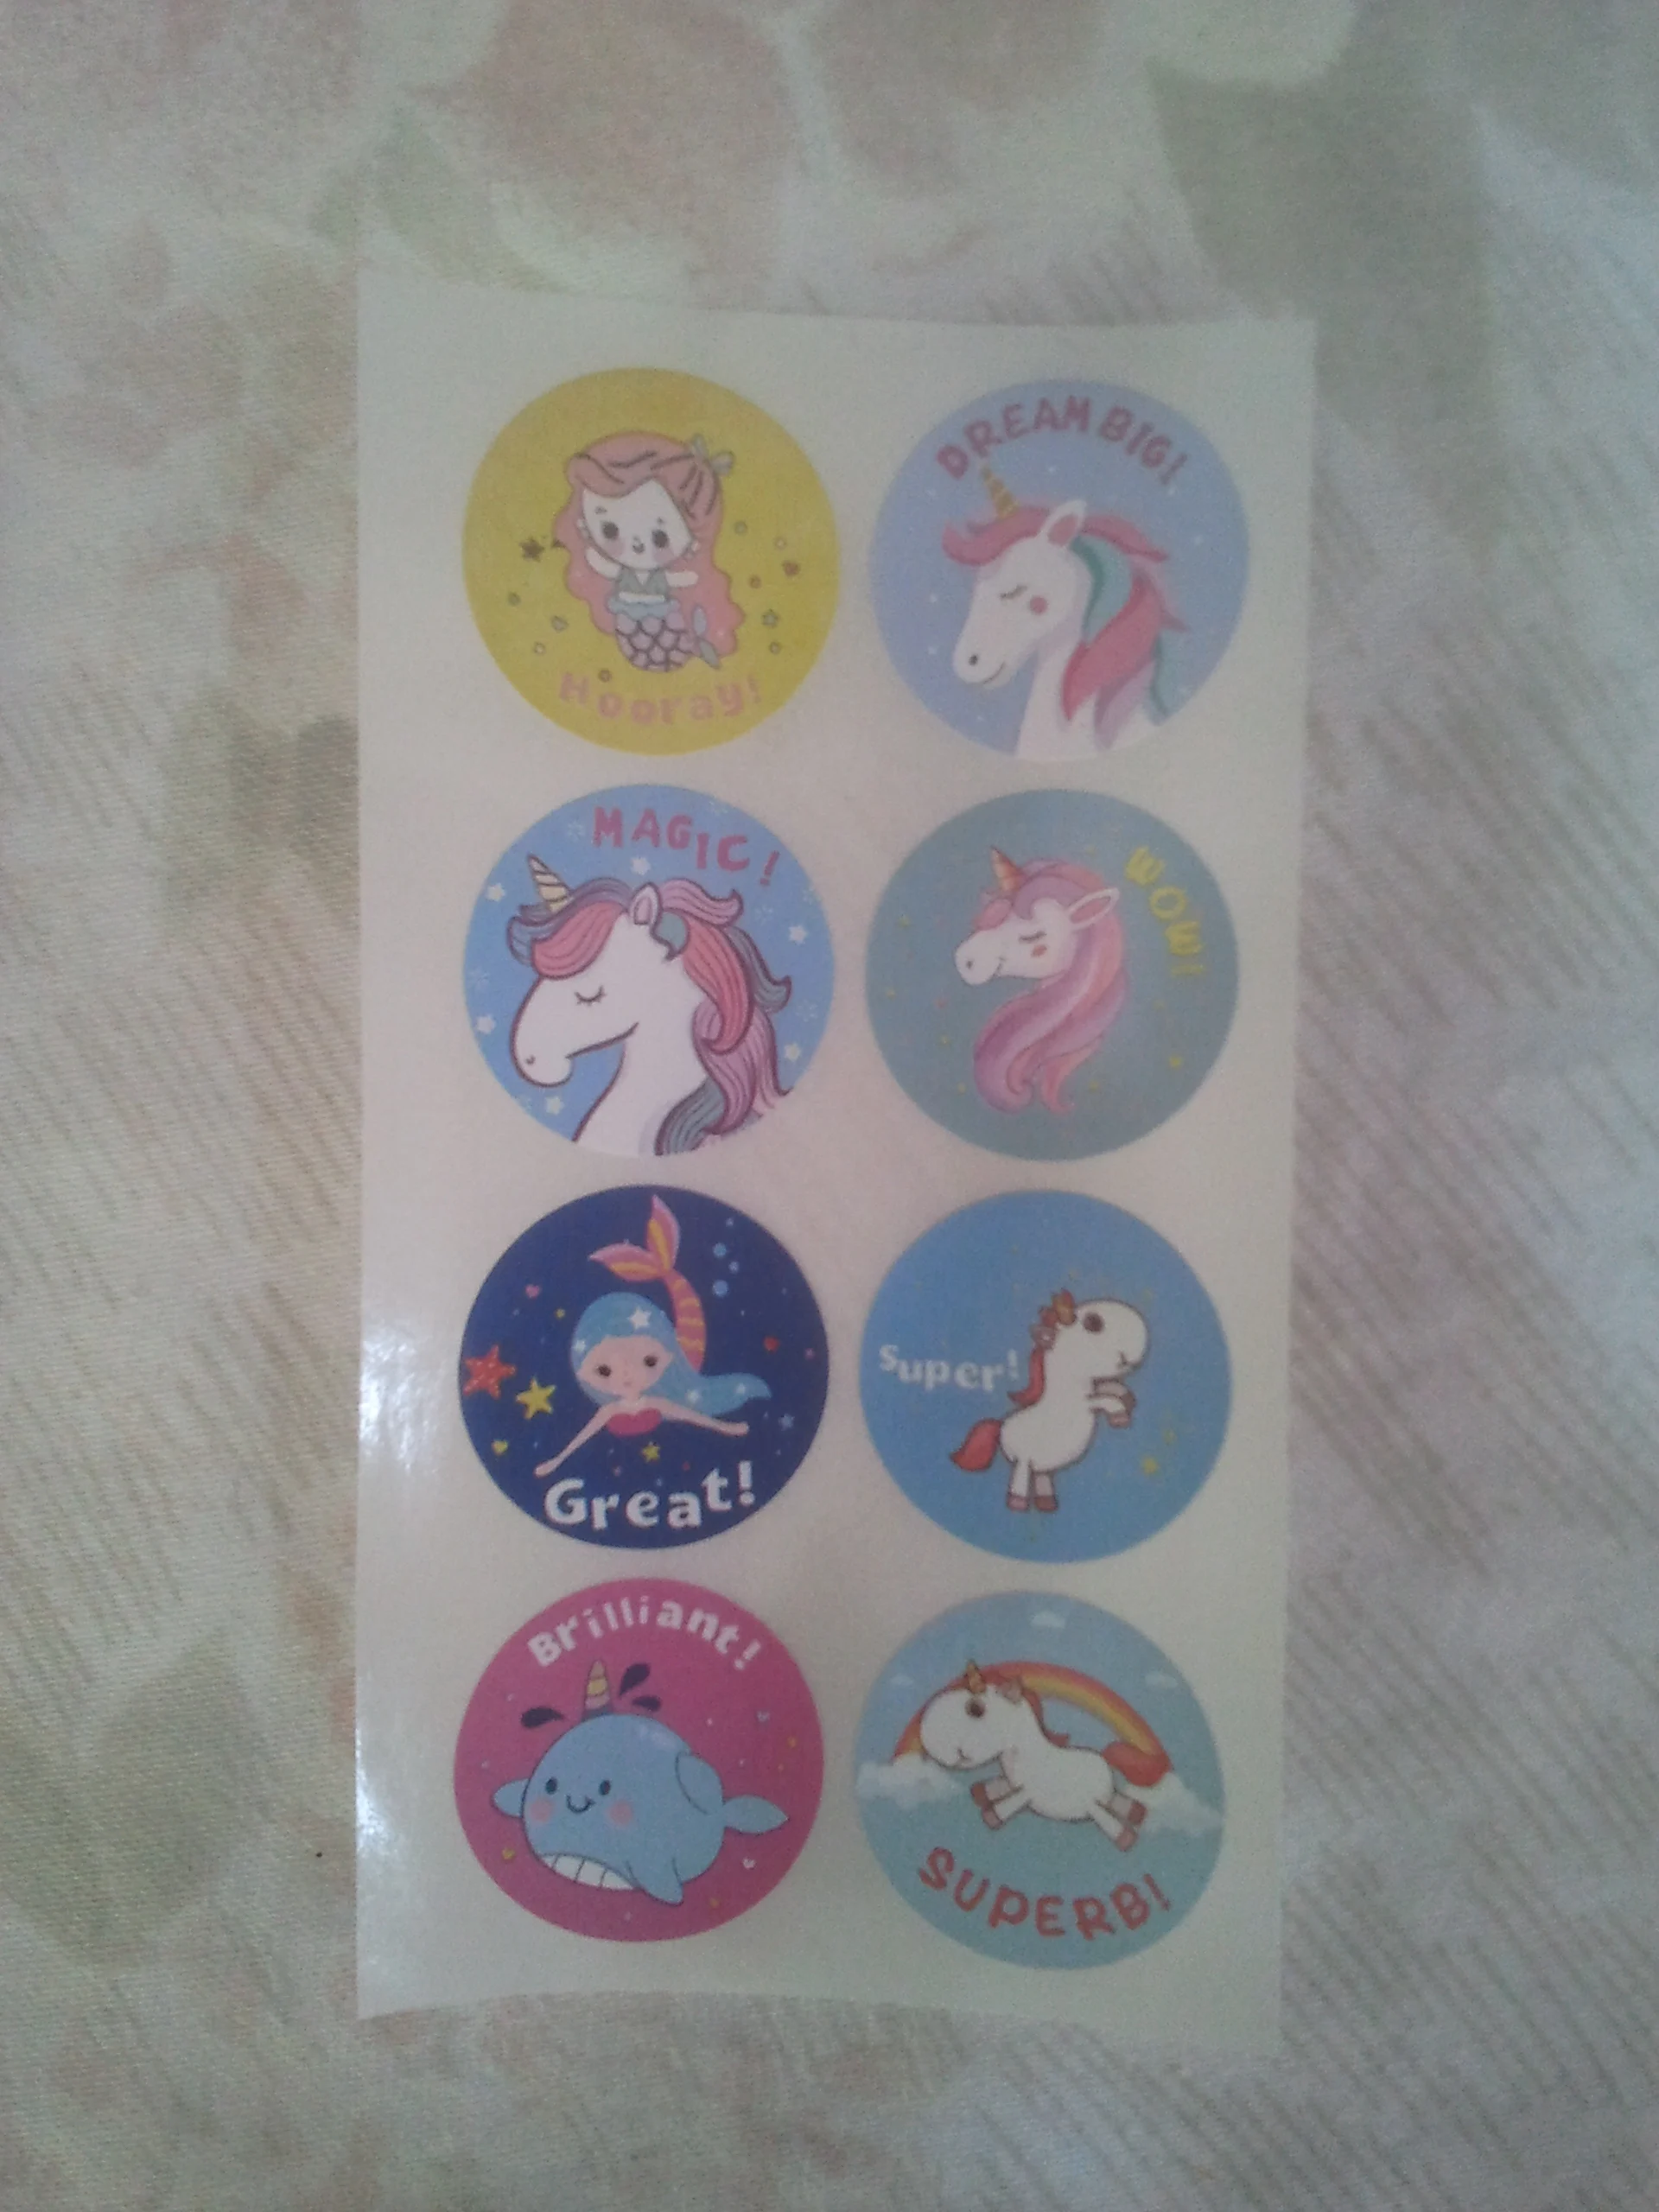 Hooray!
DREAM BIG!
MAGIC!
WOW!
Great!
Super!
Brilliant!
SUPERB!